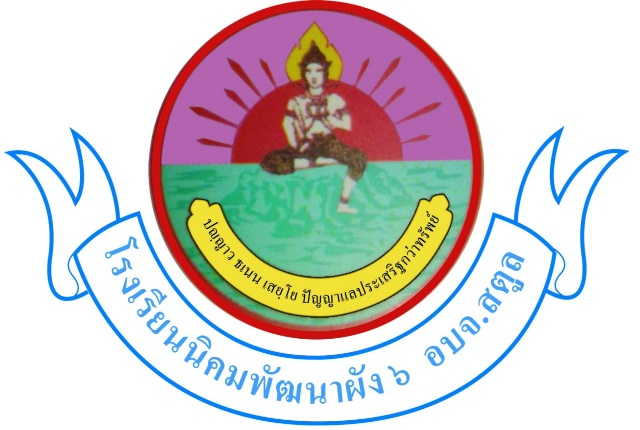 ปญฺญาว ธเนน เสยฺโย ปัญญาแลประเสริฐกว่าทรัพย์
โรงเรียนนิคมพัฒนาผัง ๖ อบจ.สตูล